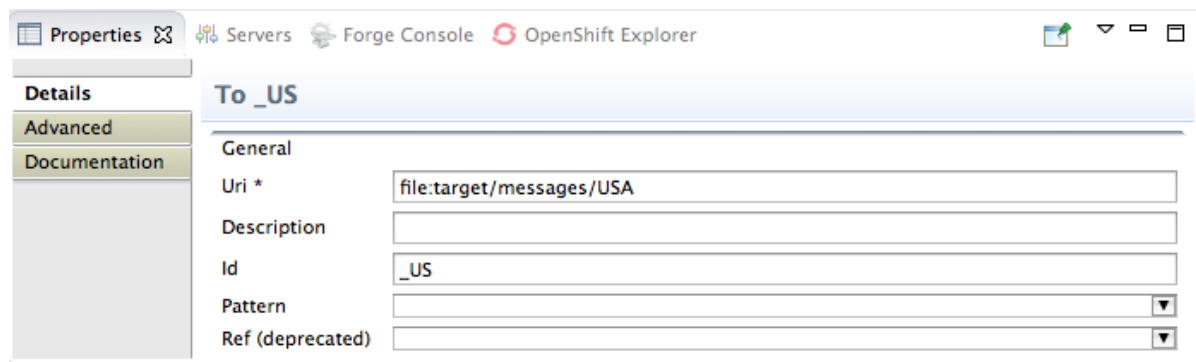 Properties Servers Forge Console OpenShift Explorer
Details
Advanced
Documentation
To _US
General
Uri * file:target/messages/USA
Description
Id _US
Pattern
Ref (deprecated)